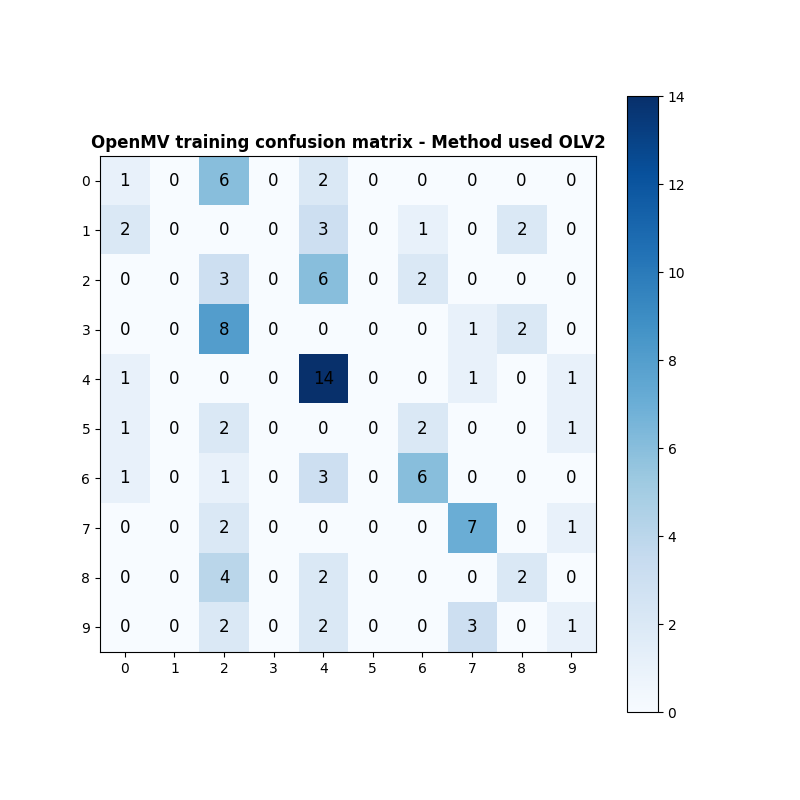 OpenMV training confusion matrix - Method used OLV2
0 1 0 6 0 2 0 0 0 0 0
1 2 0 0 0 3 0 1 0 2 0
2 0 0 3 0 6 0 2 0 0 0
3 0 0 8 0 0 0 0 1 2 0
4 1 0 0 0 14 0 0 1 0 1
5 1 0 2 0 0 0 2 0 0 1
6 1 0 1 0 3 0 6 0 0 0
7 0 0 2 0 0 0 0 7 0 1
8 0 0 4 0 2 0 0 0 2 0
9 0 0 2 0 2 0 0 3 0 1
0 1 2 3 4 5 6 7 8 9
14
12
10
8
6
4
2
0